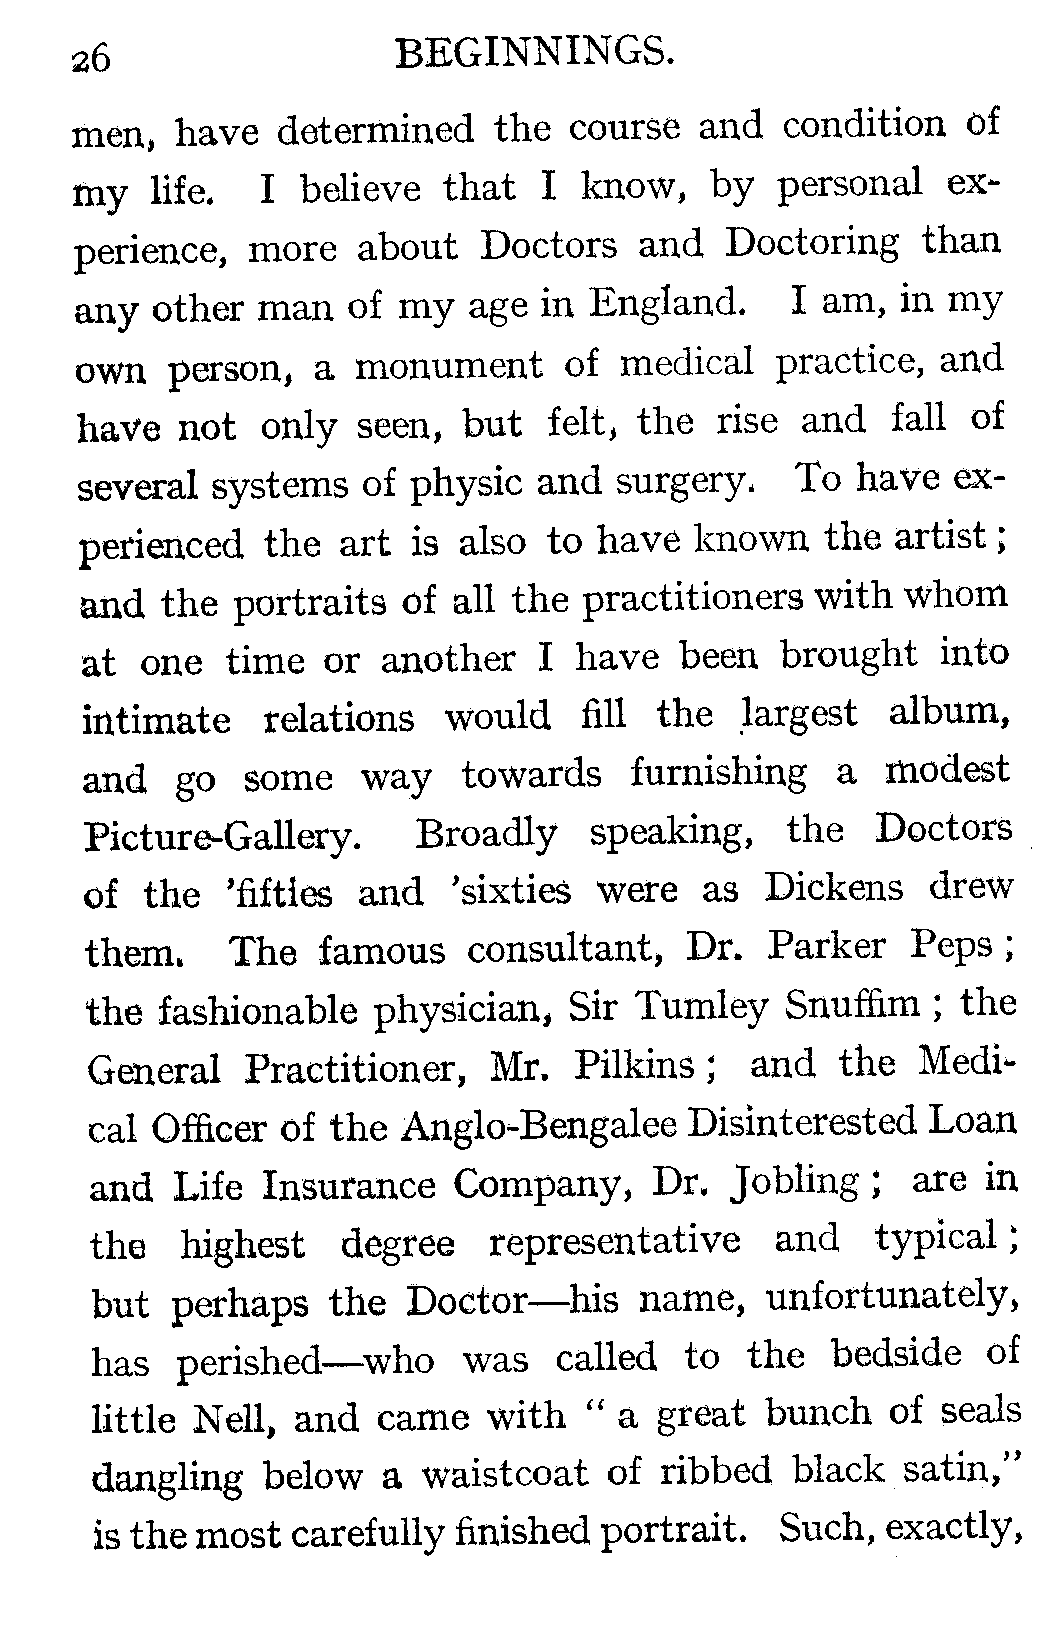 26 BEGINNINGS.
men, have determined the course and condition of
my life. I believe that I know, by personal ex-
perience, more about Doctors and Doctoring than
any other man of my age in England. I am, in my
own person, a monument of medical practice, and
have not only seen, but felt, the rise and fall of
several systems of physic and surgery. To have ex-
perienced the art is also to have known the artist ;
and the portraits of all the practitioners with whom
at one time or another I have been brought into
intimate relations would fill the largest album,
and go some way towards furnishing a modest
Picture-Gallery. Broadly speaking, the Doctors
of the 'fifties and 'sixties were as Dickens drew
them. The famous consultant, Dr. Parker Peps ;
the fashionable physician, Sir Tumley Snuffim ; the
General Practitioner, Mr. Pilkins ; and the Medi-
cal Officer of the Anglo-Bengalee Disinterested Loan
and Life Insurance Company, Dr. Jobling ; are in
the highest degree representative and typical ;
but perhaps the Doctor—his name, unfortunately,
has perished—who was called to the bedside of
little Nell, and came with “ a great bunch of seals
dangling below a waistcoat of ribbed black satin,”
is the most carefully finished portrait. Such, exactly,